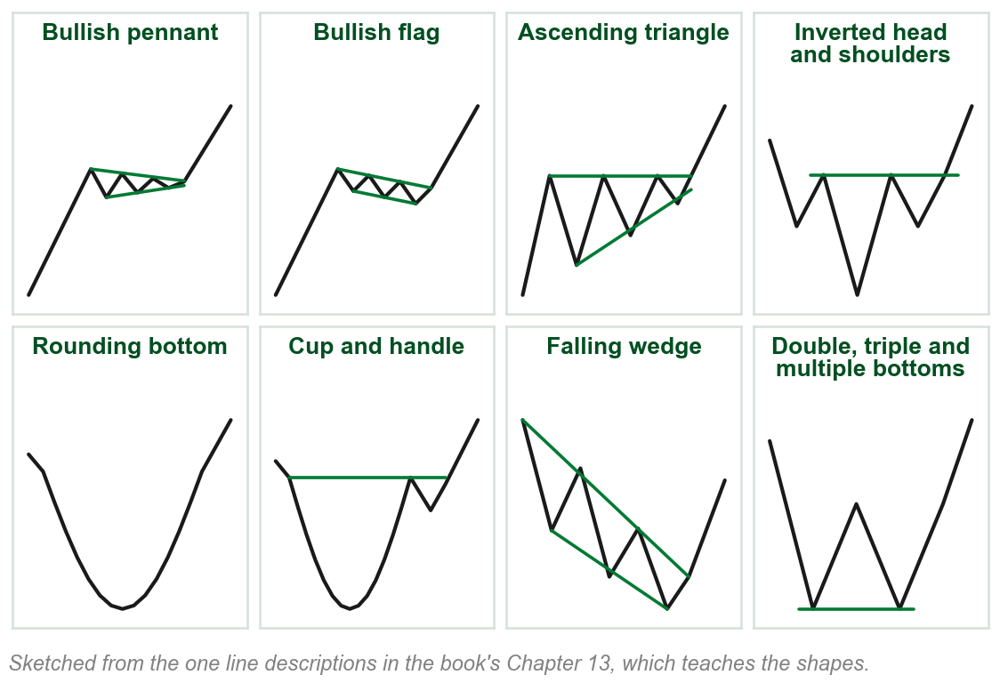 Bullish pennant
Bullish flag
Ascending triangle
Inverted head
and shoulders
Rounding bottom
Cup and handle
Falling wedge
Double, triple and
multiple bottoms
Sketched from the one line descriptions in the book's Chapter 13, which teaches the shapes.